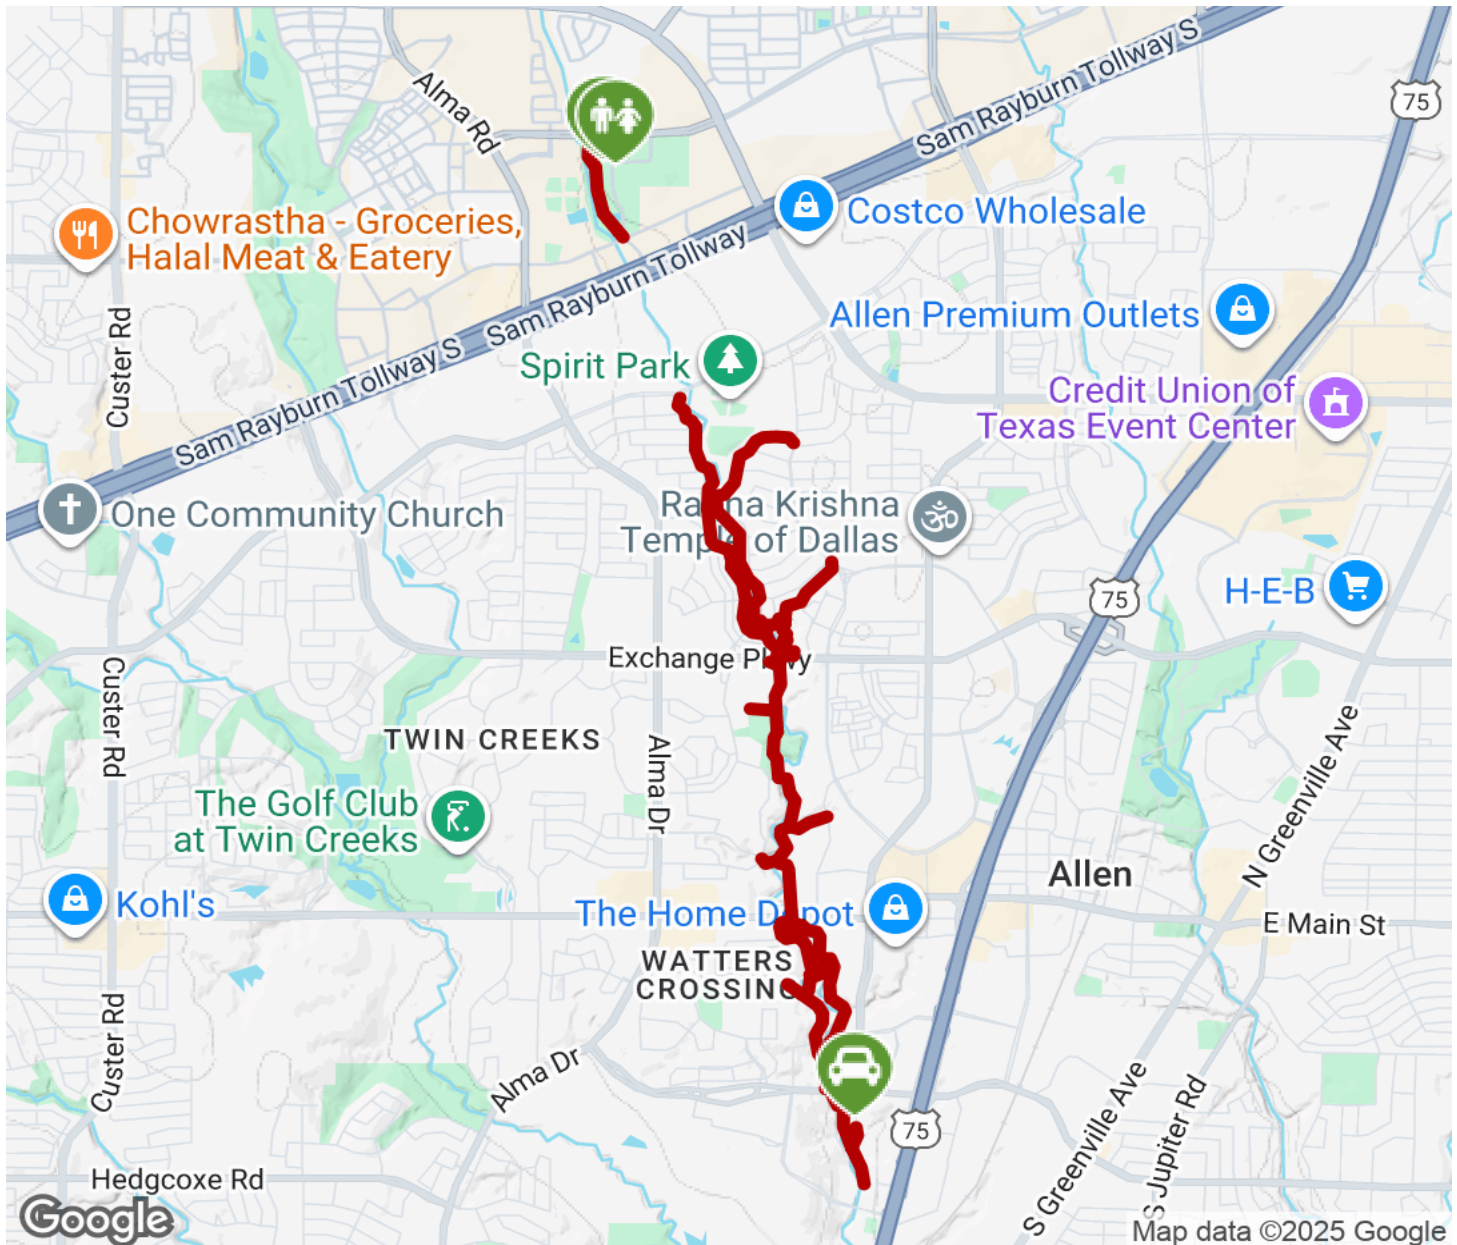 Sam Rayburn Tollway S
75
Alma Rd
Costco Wholesale
Chowrastha - Groceries,
Halal Meat & Eatery
Sam Rayburn Tollway
Allen Premium Outlets
Custer Rd
Sam Rayburn Tollway S
Spirit Park
Credit Union of
Texas Event Center
One Community Church
Krishna
Temple of Dallas
75
H-E-B
Exchange
Custer Rd
TWIN CREEKS
Alma Dr
The Golf Club
at Twin Creeks
N Greenville Ave
Allen
Kohl's
The Home Depot
E Main St
WATTERS
CROSSING
Custer Rd
Alma Dr
75
S Greenville Ave
S Jupiter Rd
Hedgcoxe Rd
Google
Map data ©2025 Google